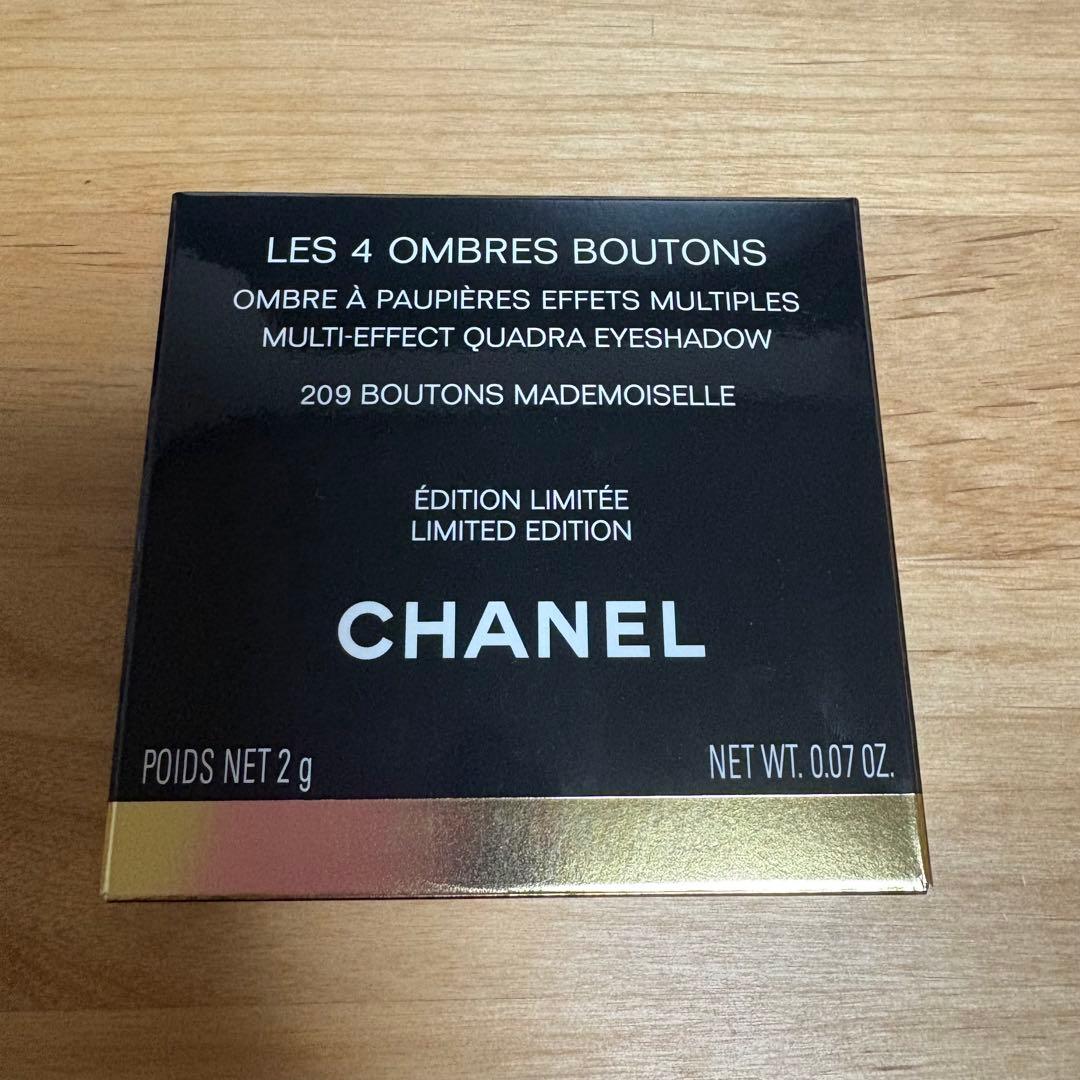 LES 4 OMBRES BOUTONS
OMBRE À PAUPIÈRES EFFETS MULTIPLES
MULTI-EFFECT QUADRA EYESHADOW
209 BOUTONS MADEMOISELLE
ÉDITION LIMITÉE
LIMITED EDITION
CHANEL
POIDS NET 2 g
NET WT. 0.07 OZ.